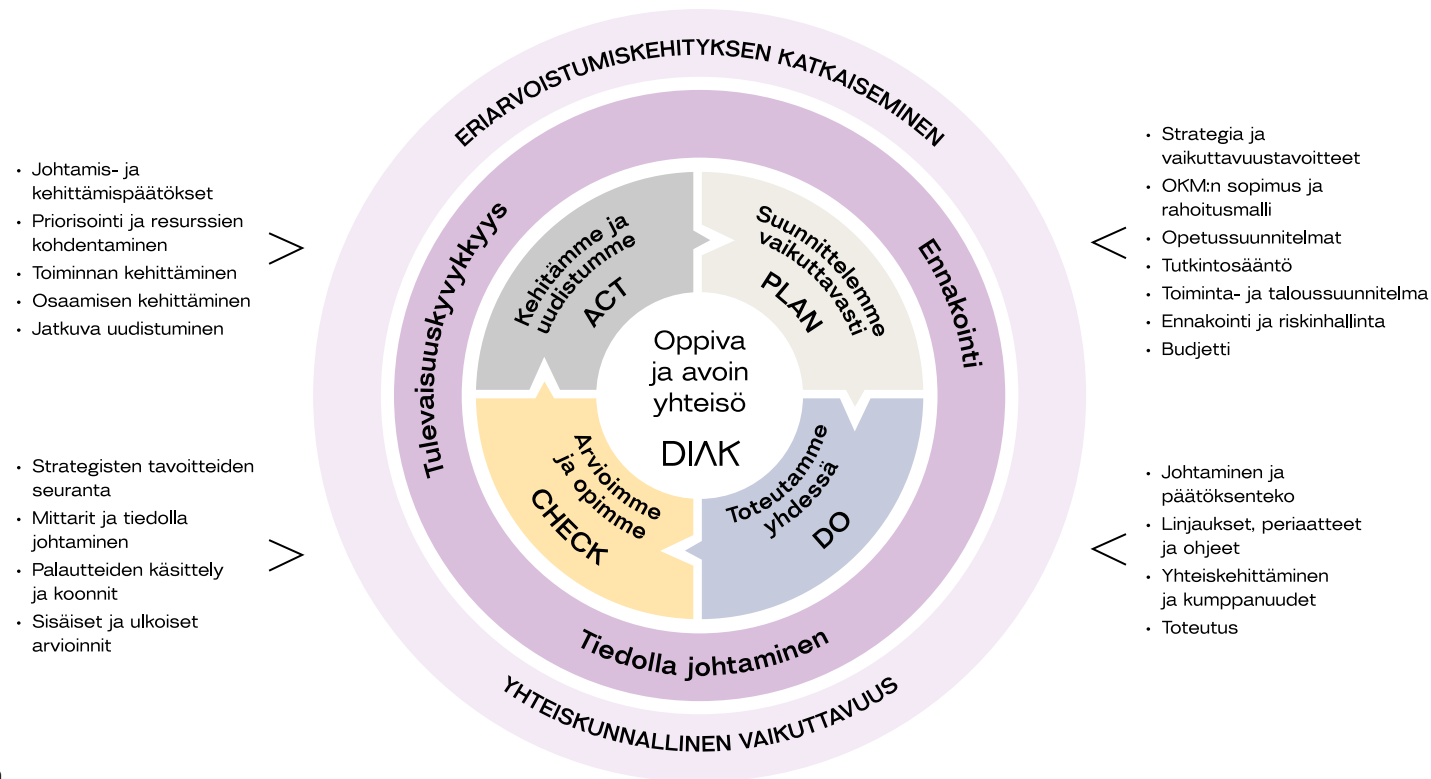 ERIARVOISTUMISKEHITYKSEN KATKAISEMINEN
• Johtamis- ja
kehittämispäätökset
• Priorisointi ja resurssien
kohdentaminen
• Toiminnan kehittäminen
• Osaamisen kehittäminen
• Jatkuva uudistuminen
• Strategia ja
vaikuttavuustavoitteet
• OKM:n sopimus ja
rahoitusmalli
• Opetussuunnitelmat
• Tutkintosääntö
• Toiminta- ja taloussuunnitelma
• Ennakointi ja riskinhallinta
• Budjetti
Tulevaisuuskyvykkyys
Ennakointi
Kehitämme ja
uudistumme
ACT
Suunnittelemme
vaikuttavasti
PLAN
Oppiva
ja avoin
yhteisö
DIAK
Arvioimme
ja opimme
CHECK
Toteutamme
yhdessä
DO
• Strategisten tavoitteiden
seuranta
• Mittarit ja tiedolla
johtaminen
• Palautteiden käsittely
ja koonnit
• Sisäiset ja ulkoiset
arvioinnit
• Johtaminen ja
päätöksenteko
• Linjaukset, periaatteet
ja ohjeet
• Yhteiskehittäminen
ja kumppanuudet
• Toteutus
Tiedolla johtaminen
YHTEISKUNNALLINEN VAIKUTTAVUUS